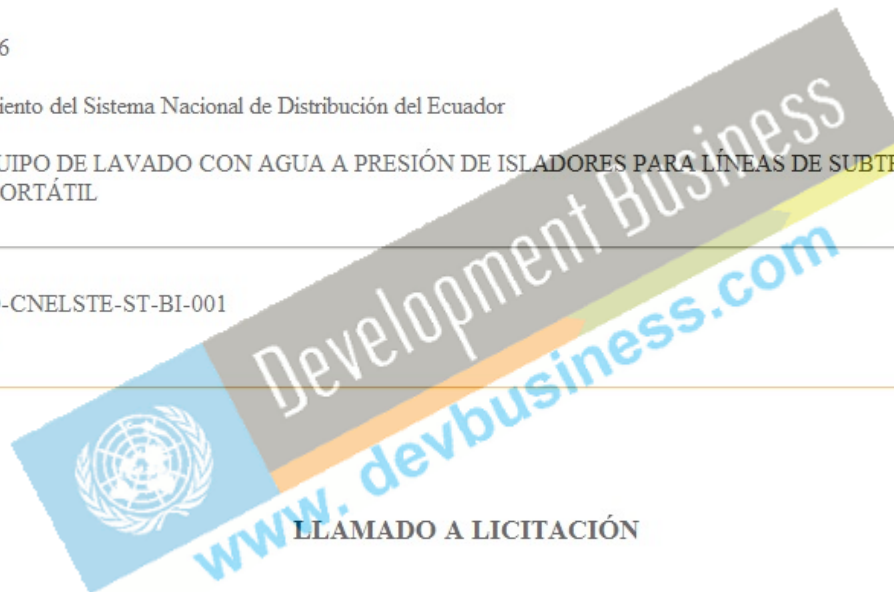 6
iento del Sistema Nacional de Distribución del Ecuador
UIPO DE LAVADO CON AGUA A PRESIÓN DE ISLADORES PARA LÍNEAS DE SUBTE
ORTÁTIL
-CNELSTE-ST-BI-001
Development Business
www.devbusiness.com
LLAMADO A LICITACIÓN